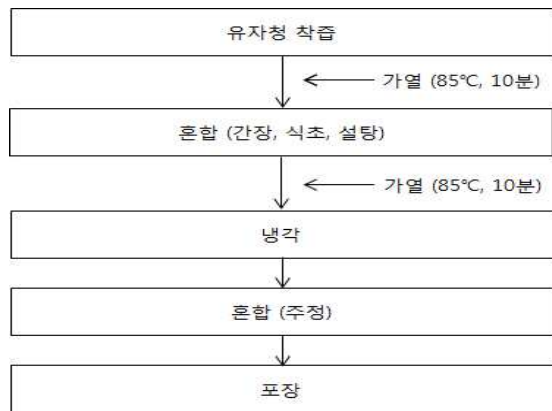 유자청 착즙
가열 (85℃, 10분)
혼합 (간장, 식초, 설탕)
가열 (85℃, 10분)
냉각
혼합 (주정)
포장